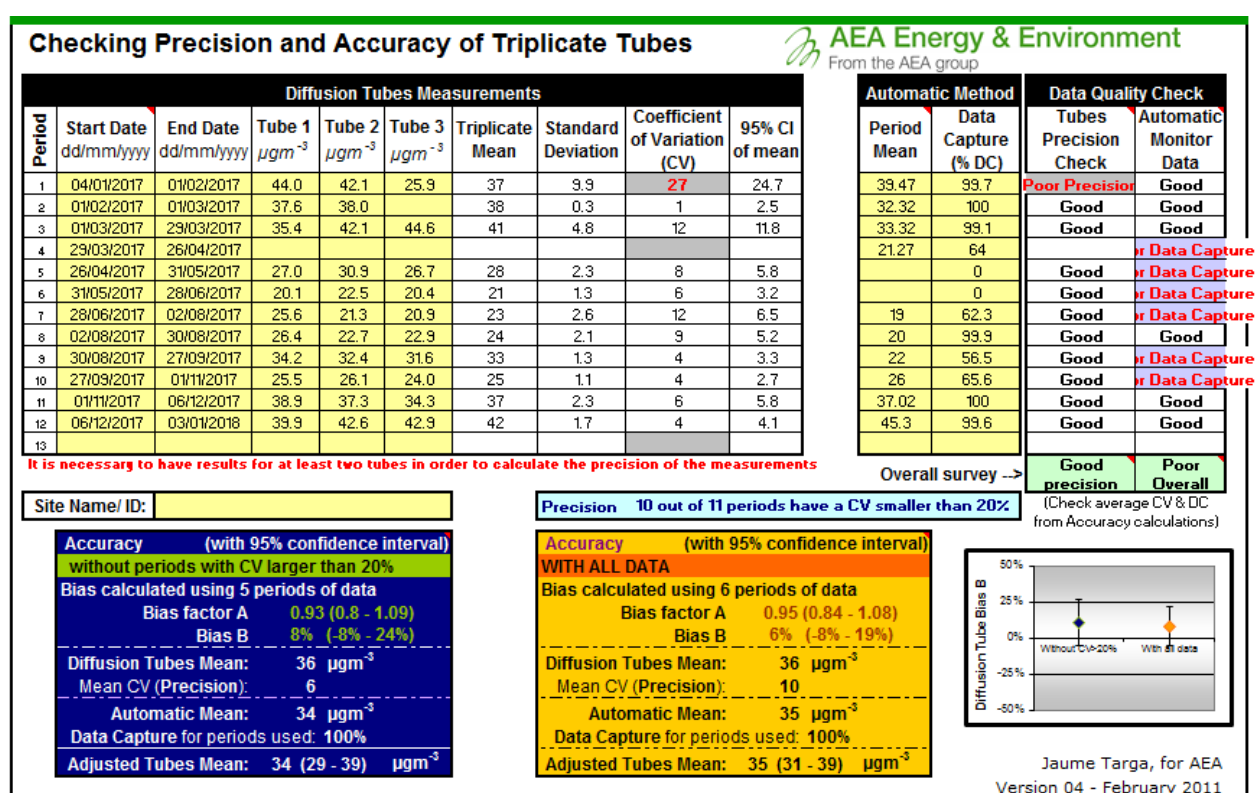 Checking Precision and Accuracy of Triplicate Tubes
AEA Energy & Environment
From the AEA group
Diffusion Tubes Measurements
Automatic Method
Data Quality Check
Period
Start Date dd/mm/yyyy
End Date dd/mm/yyyy
Tube 1 µgm-3
Tube 2 µgm-3
Tube 3 µgm-3
Triplicate Mean
Standard Deviation
Coefficient of Variation (CV)
95% CI of mean
Period Mean
Data Capture (% DC)
Tubes Precision Check
Automatic Monitor Data
1 04/01/2017 01/02/2017 44.0 42.1 25.9 37 9.9 27 24.7 39.47 99.7 Poor Precision Good
2 01/02/2017 01/03/2017 37.6 38.0 38 0.3 1 2.5 32.32 100 Good Good
3 01/03/2017 29/03/2017 35.4 42.1 44.6 41 4.8 12 11.8 33.32 99.1 Good Good
4 29/03/2017 26/04/2017 21.27 64 r Data Capture
5 26/04/2017 31/05/2017 27.0 30.9 26.7 28 2.3 8 5.8 0 Good r Data Capture
6 31/05/2017 28/06/2017 20.1 22.5 20.4 21 1.3 6 3.2 0 Good r Data Capture
7 28/06/2017 02/08/2017 25.6 21.3 20.9 23 2.6 12 6.5 19 62.3 Good r Data Capture
8 02/08/2017 30/08/2017 26.4 22.7 22.9 24 2.1 9 5.2 20 99.9 Good Good
9 30/08/2017 27/09/2017 34.2 32.4 31.6 33 1.3 4 3.3 22 56.5 Good r Data Capture
10 27/09/2017 01/11/2017 25.5 26.1 24.0 25 1.1 4 2.7 26 65.6 Good r Data Capture
11 01/11/2017 06/12/2017 38.9 37.3 34.3 37 2.3 6 5.8 37.02 100 Good Good
12 06/12/2017 03/01/2018 39.9 42.6 42.9 42 1.7 4 4.1 45.3 99.6 Good Good
13
It is necessary to have results for at least two tubes in order to calculate the precision of the measurements
Overall survey --> Good precision Poor Overall
(Check average CV & DC from Accuracy calculations)
Site Name/ ID:
Precision 10 out of 11 periods have a CV smaller than 20%
Accuracy (with 95% confidence interval)
without periods with CV larger than 20%
Bias calculated using 5 periods of data
Bias factor A 0.93 (0.8 - 1.09)
Bias B 8% (-8% - 24%)
Diffusion Tubes Mean: 36 µgm-3
Mean CV (Precision): 6
Automatic Mean: 34 µgm-3
Data Capture for periods used: 100%
Adjusted Tubes Mean: 34 (29 - 39) µgm-3
Accuracy (with 95% confidence interval)
WITH ALL DATA
Bias calculated using 6 periods of data
Bias factor A 0.95 (0.84 - 1.08)
Bias B 6% (-8% - 19%)
Diffusion Tubes Mean: 36 µgm-3
Mean CV (Precision): 10
Automatic Mean: 35 µgm-3
Data Capture for periods used: 100%
Adjusted Tubes Mean: 35 (31 - 39) µgm-3
Diffusion Tube Bias B
50%
25%
0%
-25%
-50%
Without CV>20%
With all data
Jaume Targa, for AEA
Version 04 - February 2011